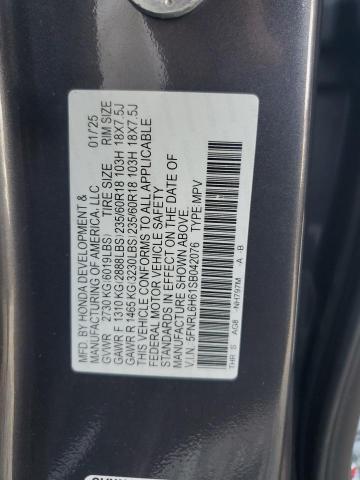 MFD. BY HONDA DEVELOPMENT & 01/25
MANUFACTURING OF AMERICA, LLC.
GVWR 2730 KG (6019LBS) TIRE SIZE RIM SIZE
GAWR F 1310 KG (2888LBS) 235/60R18 103H 18X7.5J
GAWR R 1465 KG (3230LBS) 235/60R18 103H 18X7.5J
THIS VEHICLE CONFORMS TO ALL APPLICABLE
FEDERAL MOTOR VEHICLE SAFETY
STANDARDS IN EFFECT ON THE DATE OF
MANUFACTURE SHOWN ABOVE.
V.I.N. 5FNRL6H61SB042076 TYPE:MPV
THR S AG8 -NH797M A -B